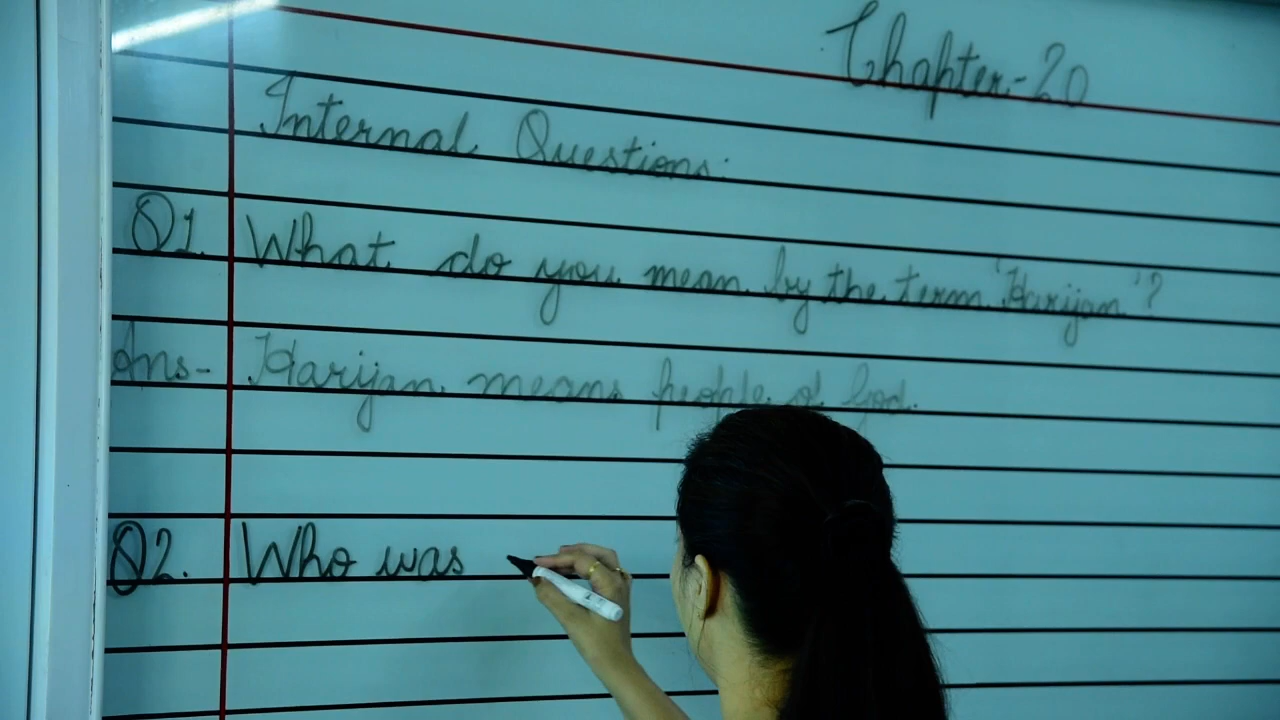 Chapter-20
Internal Questions:
Q1. What do you mean by the term 'Harijan'?
Ans- Harijan means people of God.
Q2. Who was